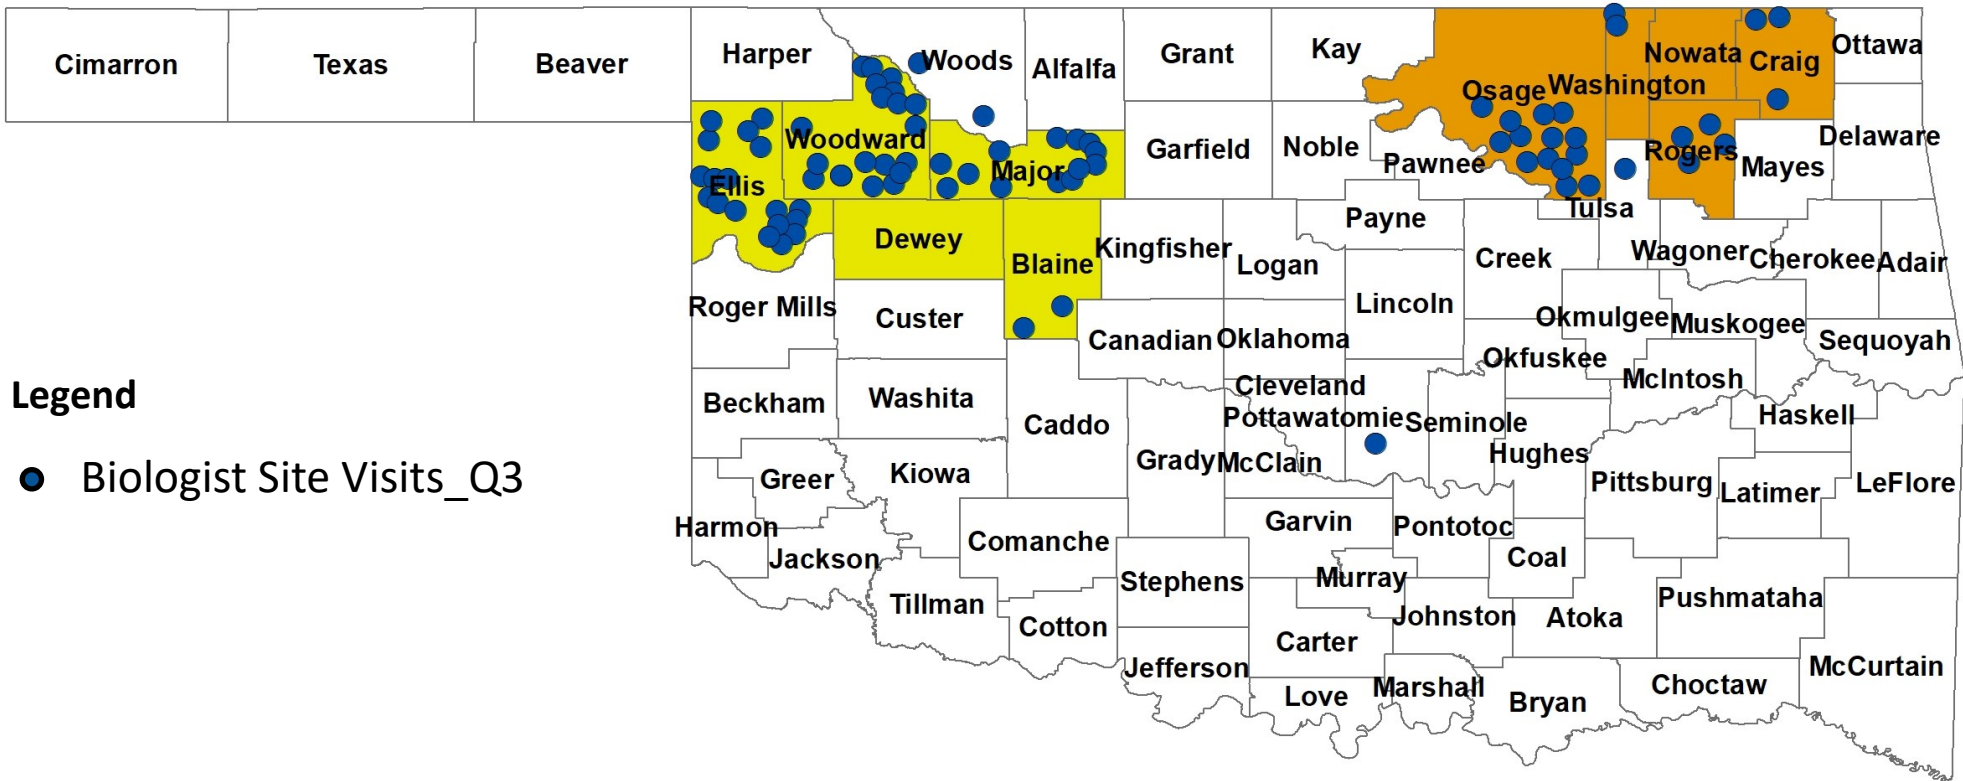 Cimarron
Texas
Beaver
Harper
Woods
Alfalfa
Grant
Kay
Osage
Washington
Nowata
Craig
Ottawa
Ellis
Woodward
Major
Garfield
Noble
Pawnee
Rogers
Mayes
Delaware
Tulsa
Dewey
Blaine
Kingfisher
Logan
Payne
Creek
Wagoner
Cherokee
Adair
Roger Mills
Custer
Canadian
Oklahoma
Lincoln
Okmulgee
Muskogee
Sequoyah
Okfuskee
McIntosh
Legend
Biologist Site Visits_Q3
Beckham
Washita
Caddo
Cleveland
Pottawatomie
Seminole
Haskell
Greer
Kiowa
Grady
McClain
Hughes
Pittsburg
Latimer
LeFlore
Harmon
Jackson
Comanche
Garvin
Pontotoc
Coal
Tillman
Stephens
Murray
Johnston
Atoka
Pushmataha
Cotton
Carter
Jefferson
Love
Marshall
Bryan
Choctaw
McCurtain